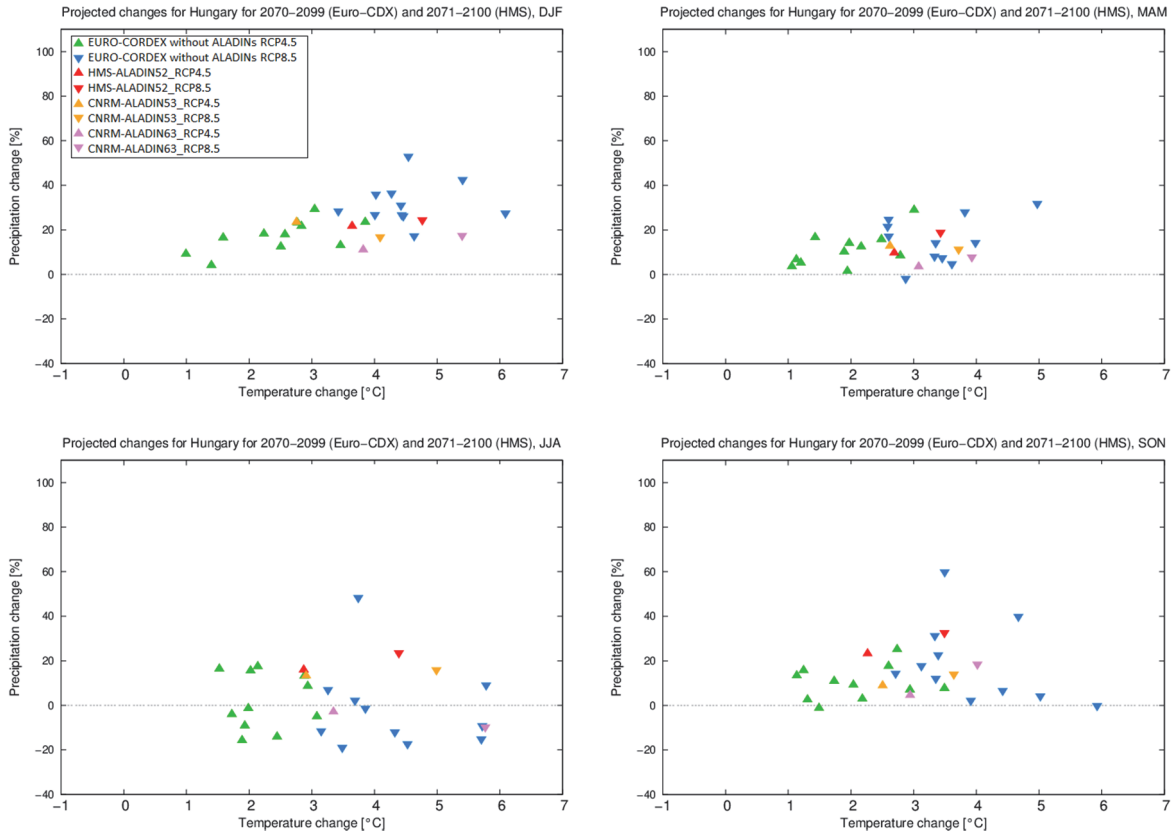 Projected changes for Hungary for 2070−2099 (Euro−CDX) and 2071−2100 (HMS), DJF
Precipitation change [%]
100
80
60
40
20
0
−20
−40
EURO-CORDEX without ALADINs RCP4.5
EURO-CORDEX without ALADINs RCP8.5
HMS-ALADIN52_RCP4.5
HMS-ALADIN52_RCP8.5
CNRM-ALADIN53_RCP4.5
CNRM-ALADIN53_RCP8.5
CNRM-ALADIN63_RCP4.5
CNRM-ALADIN63_RCP8.5
−1 0 1 2 3 4 5 6 7
Temperature change [°C]
Projected changes for Hungary for 2070−2099 (Euro−CDX) and 2071−2100 (HMS), MAM
Precipitation change [%]
100
80
60
40
20
0
−20
−40
−1 0 1 2 3 4 5 6 7
Temperature change [°C]
Projected changes for Hungary for 2070−2099 (Euro−CDX) and 2071−2100 (HMS), JJA
Precipitation change [%]
100
80
60
40
20
0
−20
−40
−1 0 1 2 3 4 5 6 7
Temperature change [°C]
Projected changes for Hungary for 2070−2099 (Euro−CDX) and 2071−2100 (HMS), SON
Precipitation change [%]
100
80
60
40
20
0
−20
−40
−1 0 1 2 3 4 5 6 7
Temperature change [°C]